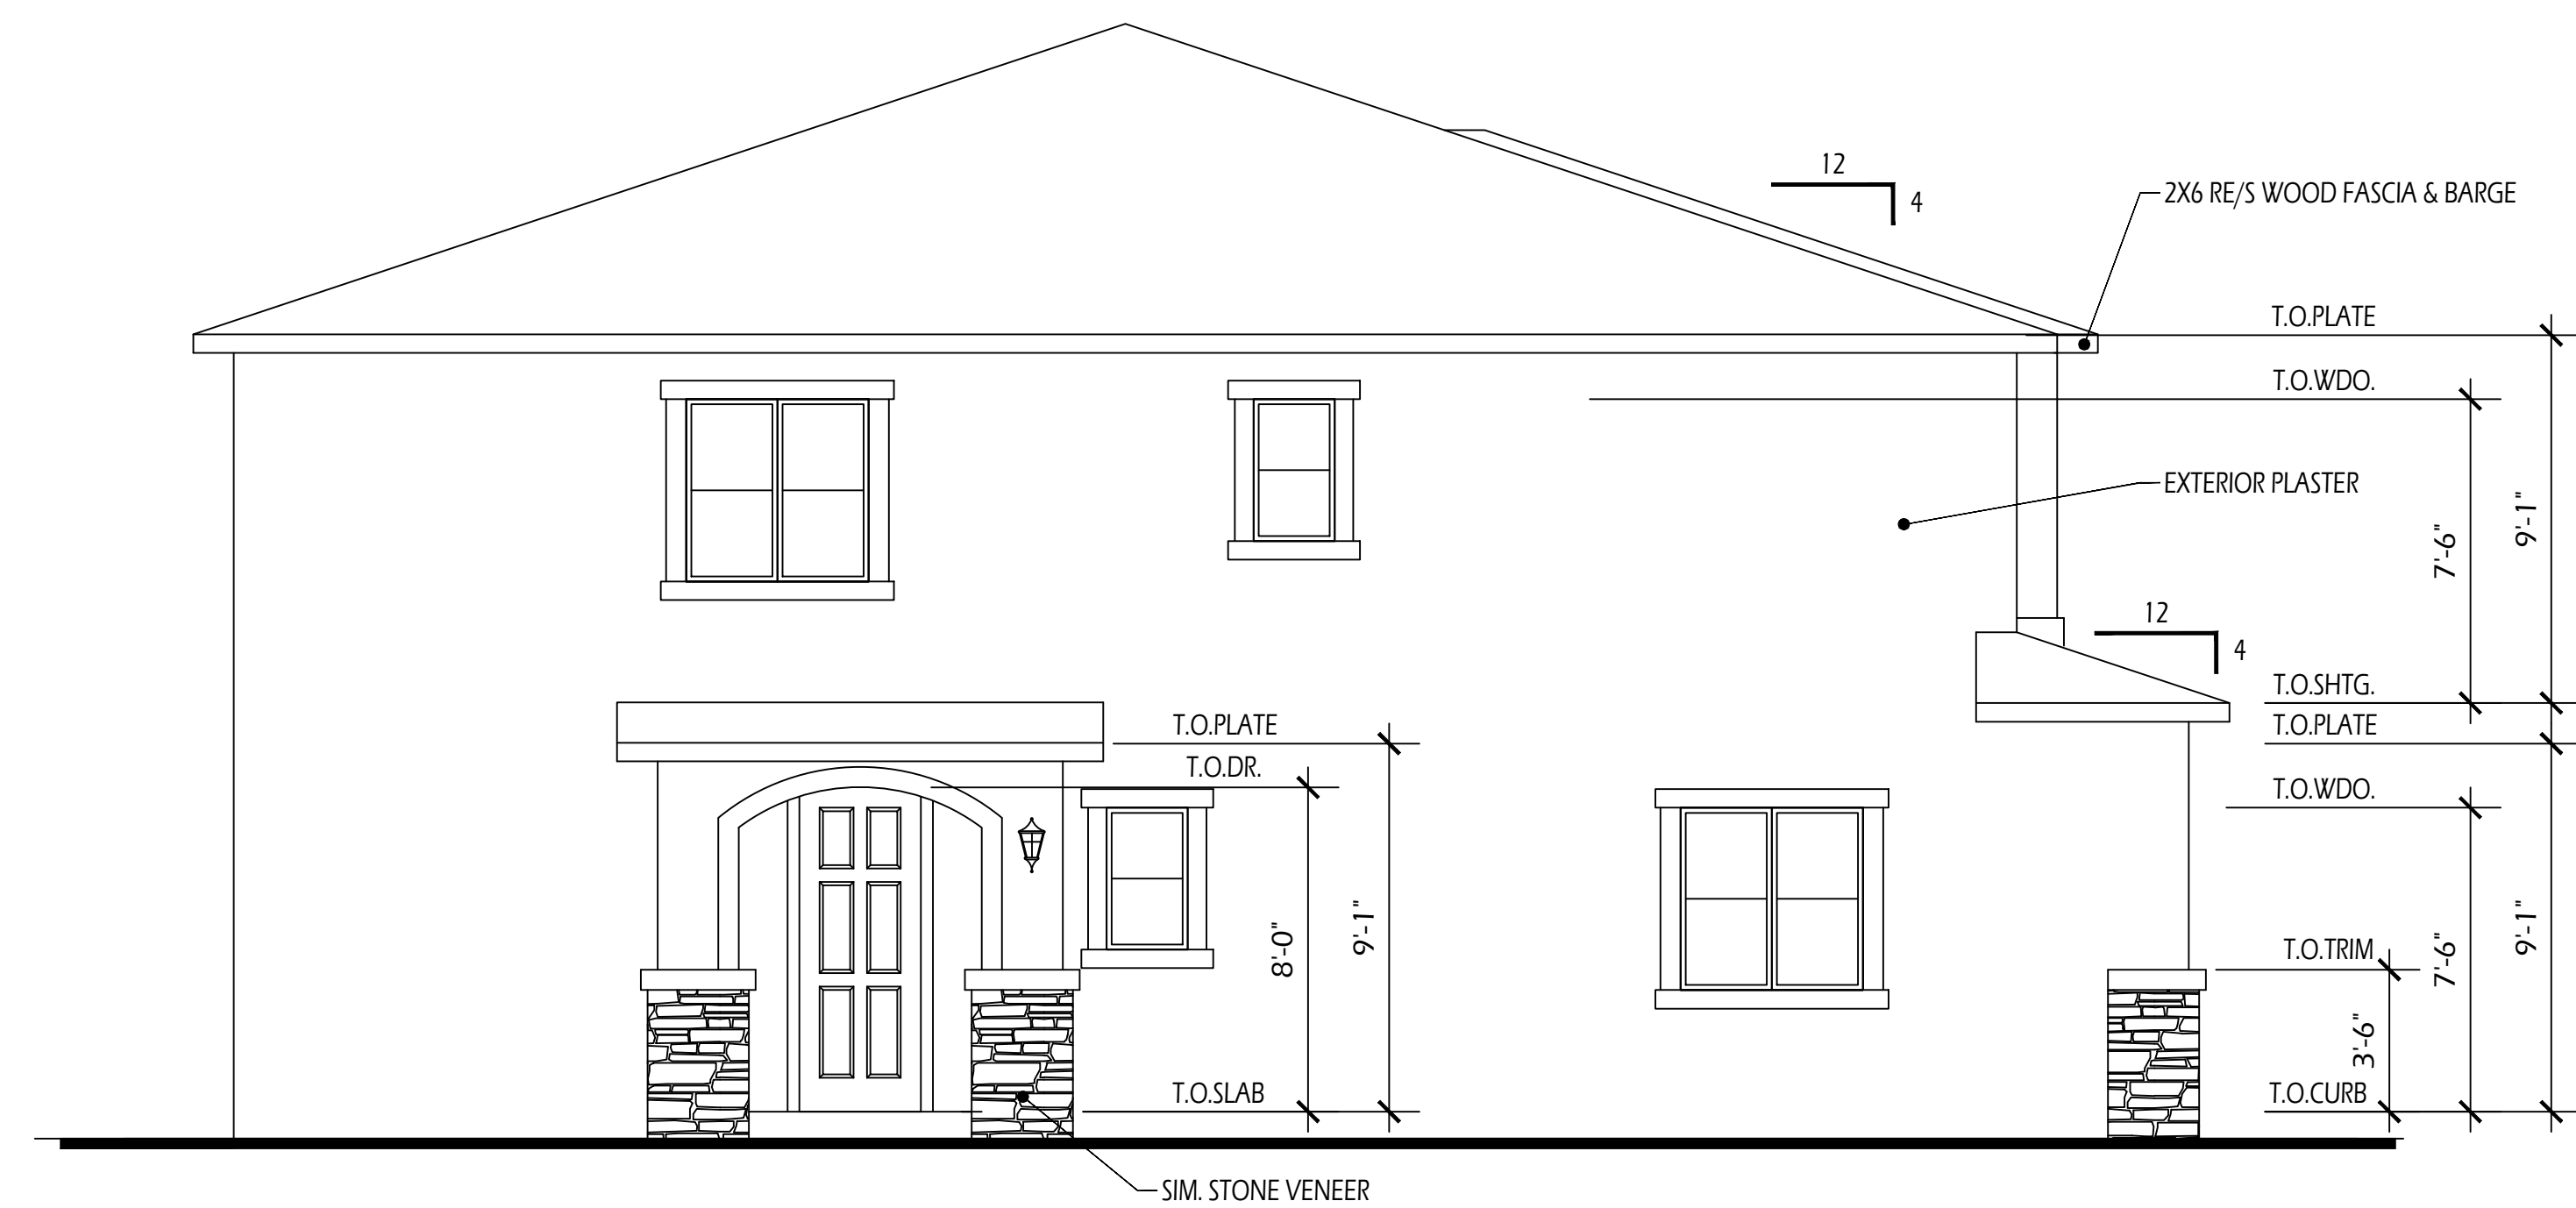 12
4
2X6 RE/S WOOD FASCIA & BARGE
T.O.PLATE
T.O.WDO.
EXTERIOR PLASTER
9'-1"
7'-6"
12
4
T.O.SHTG.
T.O.PLATE
T.O.PLATE
T.O.DR.
T.O.WDO.
8'-0"
9'-1"
T.O.TRIM
7'-6"
9'-1"
3'-6"
T.O.SLAB
T.O.CURB
SIM. STONE VENEER